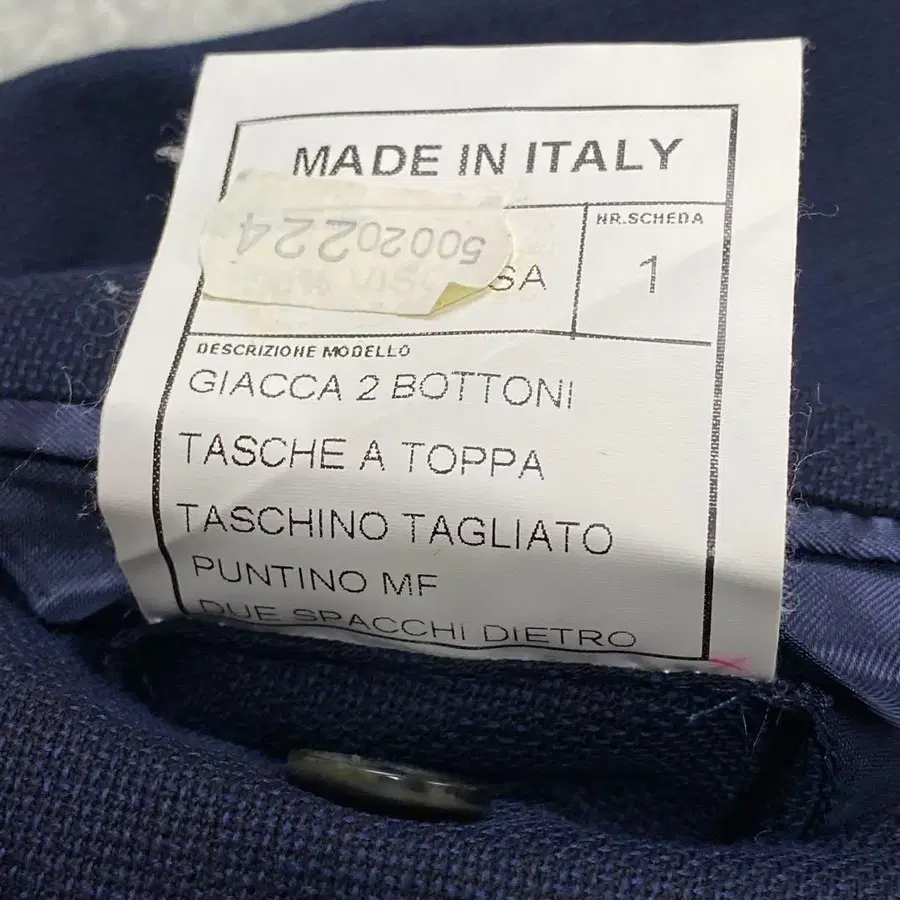 MADE IN ITALY
50020224
NR.SCHEDA
1
DESCRIZIONE MODELLO
GIACCA 2 BOTTONI
TASCHE A TOPPA
TASCHINO TAGLIATO
PUNTINO MF
DUE SPACCHI DIETRO